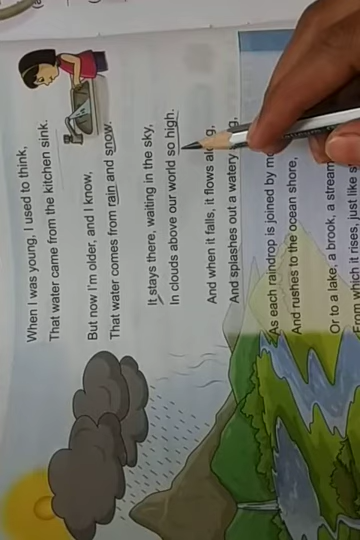 When I was young, I used to think,
That water came from the kitchen sink.
But now I'm older, and I know,
That water comes from rain and snow.
It stays there, waiting in the sky,
In clouds above our world so high.
And when it falls, it flows along,
And splashes out a watery
As each raindrop is joined by
And rushes to the ocean shore,
Or to a lake, a brook, a stream
From which it rises, just like